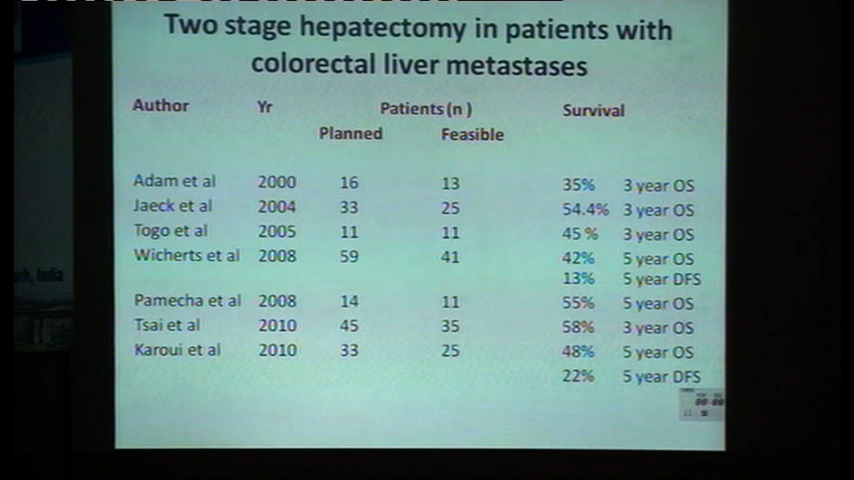 Two stage hepatectomy in patients with
colorectal liver metastases
Author Yr Patients (n ) Survival
Planned Feasible
Adam et al 2000 16 13 35% 3 year OS
Jaeck et al 2004 33 25 54.4% 3 year OS
Togo et al 2005 11 11 45 % 3 year OS
Wicherts et al 2008 59 41 42% 5 year OS
13% 5 year DFS
Pamecha et al 2008 14 11 55% 5 year OS
Tsai et al 2010 45 35 58% 3 year OS
Karoui et al 2010 33 25 48% 5 year OS
22% 5 year DFS
India